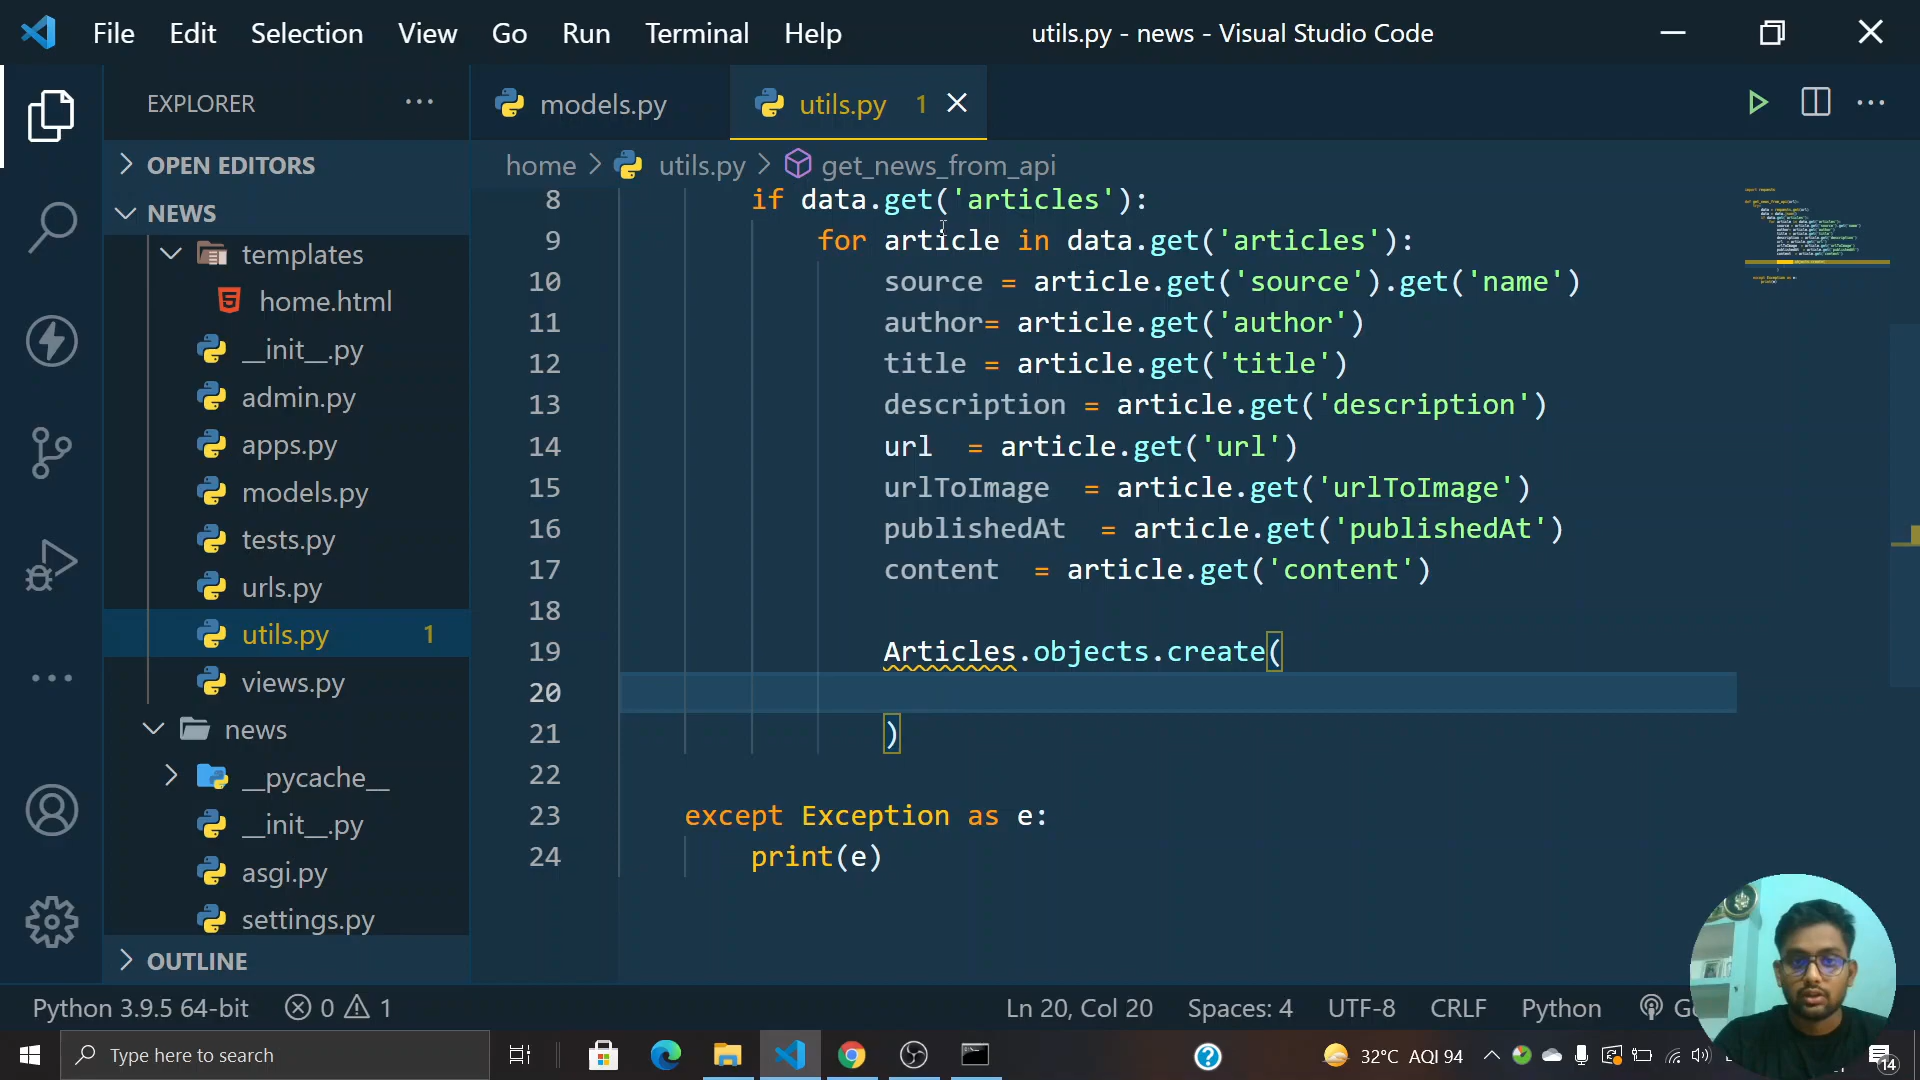 File Edit Selection View Go Run Terminal Help
utils.py - news - Visual Studio Code
EXPLORER
OPEN EDITORS
NEWS
templates
home.html
__init__.py
admin.py
apps.py
models.py
tests.py
urls.py
utils.py 1
views.py
news
__pycache__
__init__.py
asgi.py
settings.py
OUTLINE
models.py
utils.py 1
home > utils.py > get_news_from_api
8 if data.get('articles'):
9 for article in data.get('articles'):
10 source = article.get('source').get('name')
11 author= article.get('author')
12 title = article.get('title')
13 description = article.get('description')
14 url  = article.get('url')
15 urlToImage  = article.get('urlToImage')
16 publishedAt  = article.get('publishedAt')
17 content  = article.get('content')
18
19 Articles.objects.create(
20
21 )
22
23 except Exception as e:
24 print(e)
Python 3.9.5 64-bit 0 1
Ln 20, Col 20 Spaces: 4 UTF-8 CRLF Python
Type here to search
32°C AQI 94
14